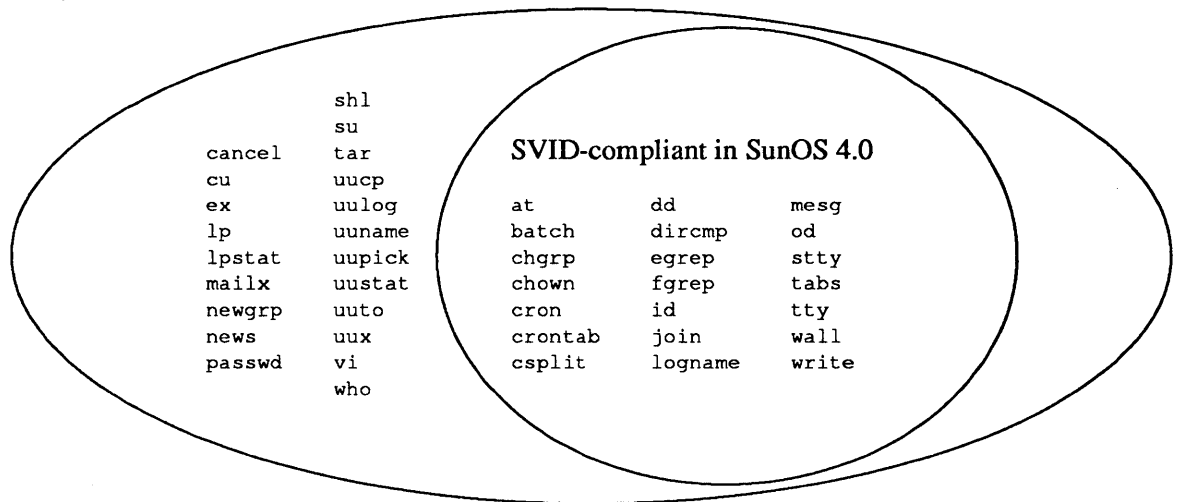 shl
su
cancel tar
cu uucp
ex uulog
lp uuname
lpstat uupick
mailx uustat
newgrp uuto
news uux
passwd vi
who
SVID-compliant in SunOS 4.0
at dd mesg
batch dircmp od
chgrp egrep stty
chown fgrep tabs
cron id tty
crontab join wall
csplit logname write